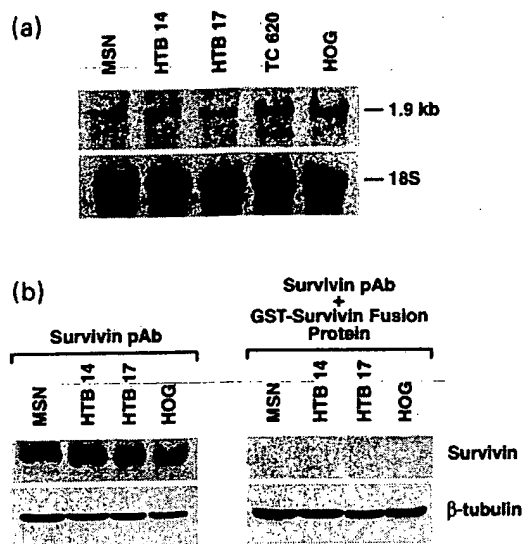 (a)
MSN HTB 14 HTB 17 TC 620 HOG
1.9 kb
18S
(b)
Survivin pAb
Survivin pAb
+
GST-Survivin Fusion
Protein
MSN HTB 14 HTB 17 HOG
MSN HTB 14 HTB 17 HOG
Survivin
β-tubulin